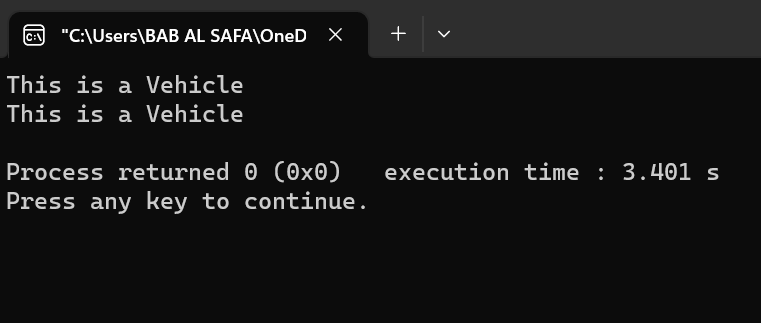 "C:\Users\BAB AL SAFA\OneD
This is a Vehicle
This is a Vehicle
Process returned 0 (0x0)   execution time : 3.401 s
Press any key to continue.